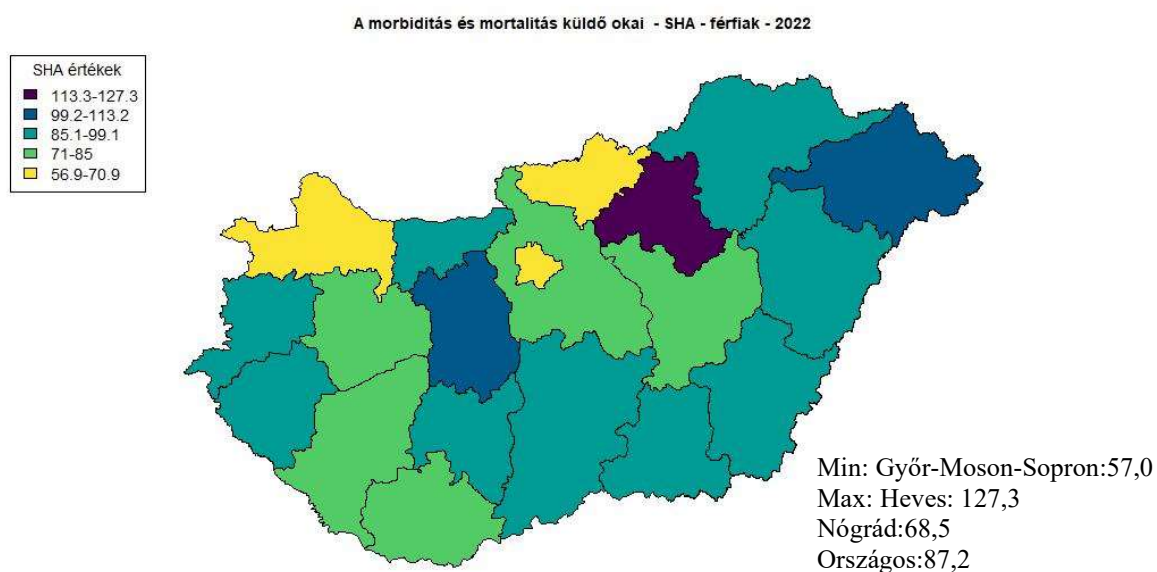 A morbiditás és mortalitás küldő okai - SHA - férfiak - 2022
SHA értékek
113.3-127.3
99.2-113.2
85.1-99.1
71-85
56.9-70.9
Min: Győr-Moson-Sopron:57,0
Max: Heves: 127,3
Nógrád:68,5
Országos:87,2